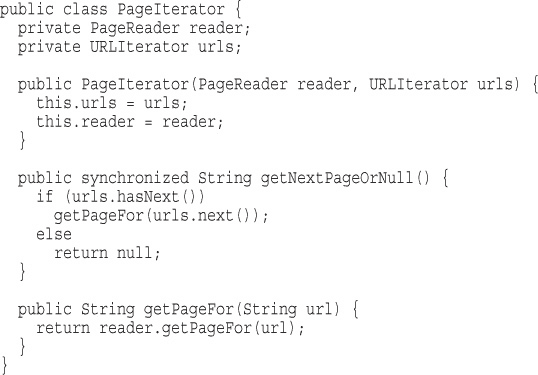 public class PageIterator {
  private PageReader reader;
  private URLIterator urls;

  public PageIterator(PageReader reader, URLIterator urls) {
    this.urls = urls;
    this.reader = reader;
  }

  public synchronized String getNextPageOrNull() {
    if (urls.hasNext())
      getPageFor(urls.next());
    else
      return null;
  }

  public String getPageFor(String url) {
    return reader.getPageFor(url);
  }
}